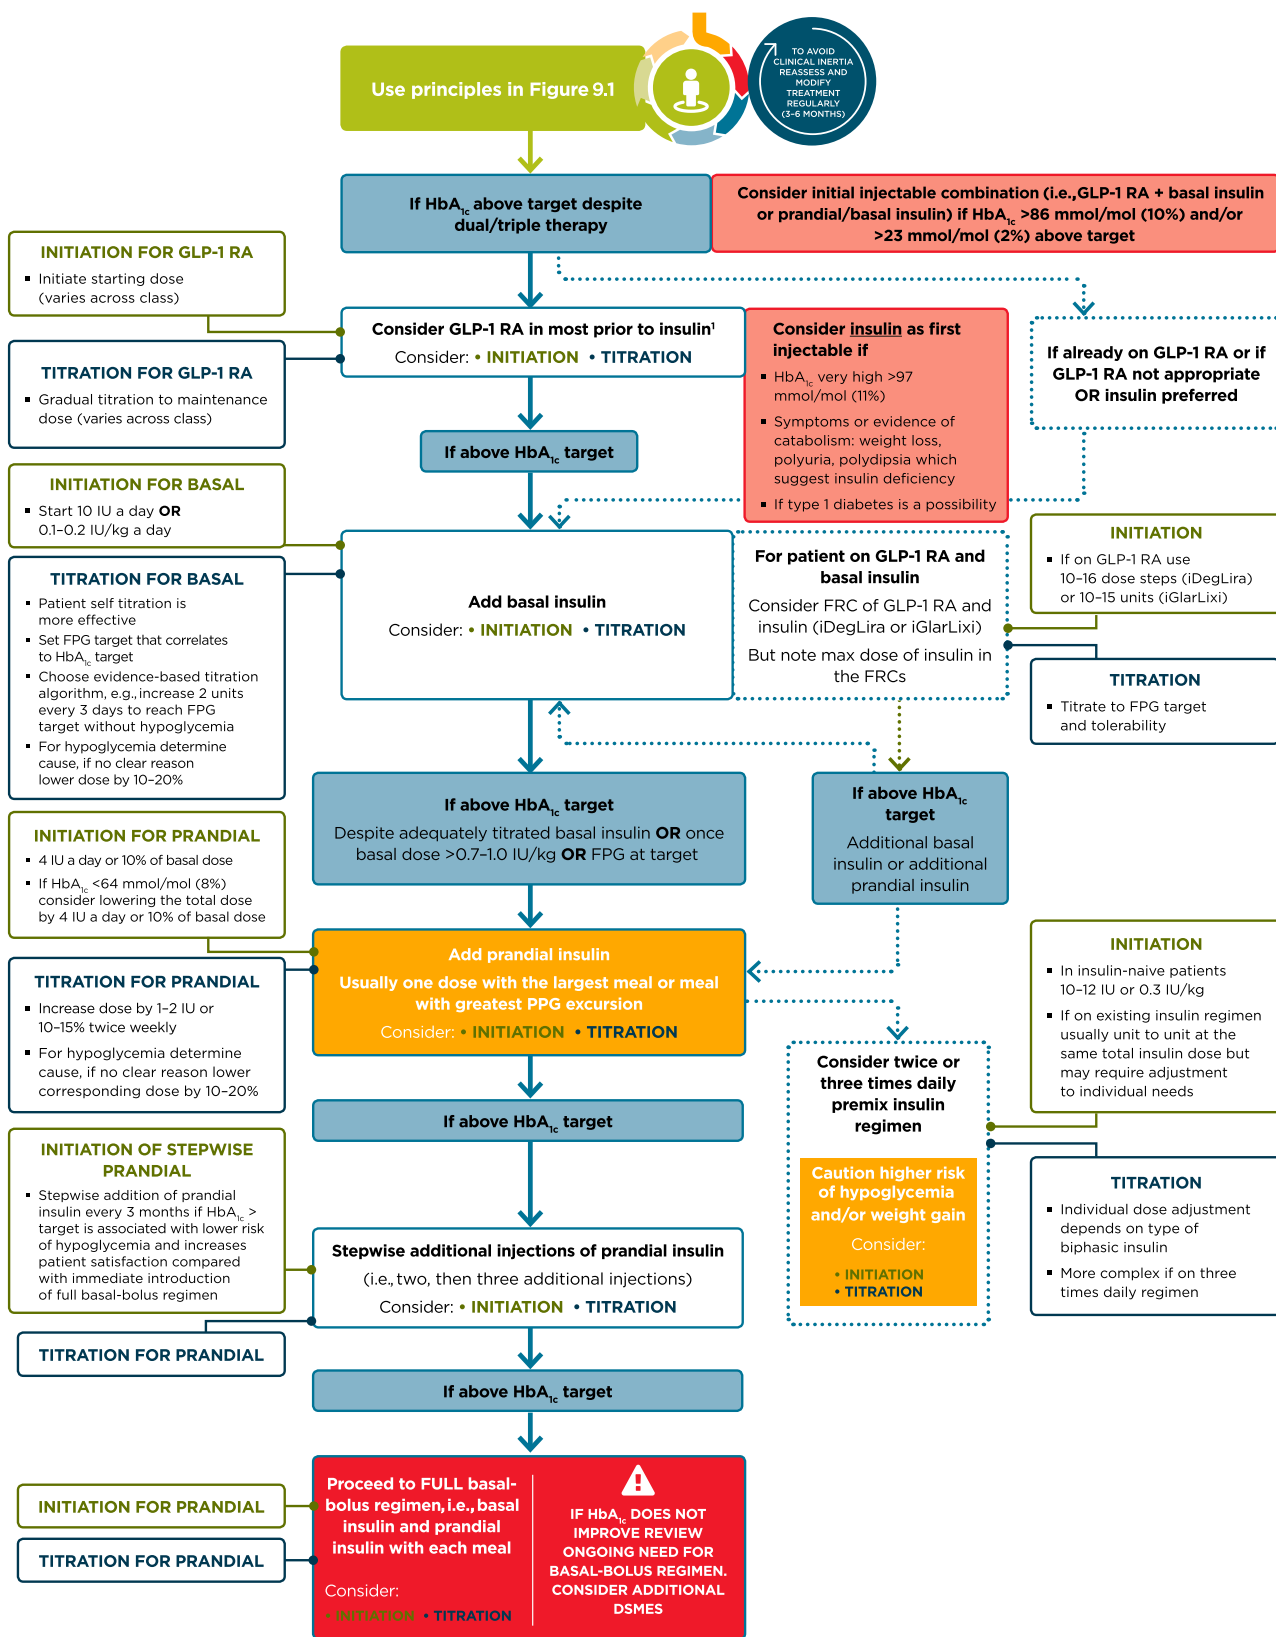 Use principles in Figure 9.1
TO AVOID
CLINICAL INERTIA
REASSESS AND
MODIFY
TREATMENT
REGULARLY
(3–6 MONTHS)
If HbA1c above target despite
dual/triple therapy
Consider initial injectable combination (i.e., GLP-1 RA + basal insulin
or prandial/basal insulin) if HbA1c >86 mmol/mol (10%) and/or
>23 mmol/mol (2%) above target
INITIATION FOR GLP-1 RA
▪ Initiate starting dose
(varies across class)
TITRATION FOR GLP-1 RA
▪ Gradual titration to maintenance
dose (varies across class)
Consider GLP-1 RA in most prior to insulin¹
Consider: • INITIATION • TITRATION
Consider insulin as first
injectable if
▪ HbA1c very high >97
mmol/mol (11%)
▪ Symptoms or evidence of
catabolism: weight loss,
polyuria, polydipsia which
suggest insulin deficiency
▪ If type 1 diabetes is a possibility
If already on GLP-1 RA or if
GLP-1 RA not appropriate
OR insulin preferred
If above HbA1c target
INITIATION FOR BASAL
▪ Start 10 IU a day OR
0.1–0.2 IU/kg a day
TITRATION FOR BASAL
▪ Patient self titration is
more effective
▪ Set FPG target that correlates
to HbA1c target
▪ Choose evidence-based titration
algorithm, e.g., increase 2 units
every 3 days to reach FPG
target without hypoglycemia
▪ For hypoglycemia determine
cause, if no clear reason
lower dose by 10–20%
Add basal insulin
Consider: • INITIATION • TITRATION
For patient on GLP-1 RA and
basal insulin
Consider FRC of GLP-1 RA and
insulin (iDegLira or iGlarLixi)
But note max dose of insulin in
the FRCs
INITIATION
▪ If on GLP-1 RA use
10–16 dose steps (iDegLira)
or 10–15 units (iGlarLixi)
TITRATION
▪ Titrate to FPG target
and tolerability
If above HbA1c target
Despite adequately titrated basal insulin OR once
basal dose >0.7–1.0 IU/kg OR FPG at target
If above HbA1c
target
Additional basal
insulin or additional
prandial insulin
INITIATION FOR PRANDIAL
▪ 4 IU a day or 10% of basal dose
▪ If HbA1c <64 mmol/mol (8%)
consider lowering the total dose
by 4 IU a day or 10% of basal dose
TITRATION FOR PRANDIAL
▪ Increase dose by 1–2 IU or
10–15% twice weekly
▪ For hypoglycemia determine
cause, if no clear reason lower
corresponding dose by 10–20%
Add prandial insulin
Usually one dose with the largest meal or meal
with greatest PPG excursion
Consider: • INITIATION • TITRATION
Consider twice or
three times daily
premix insulin
regimen
Caution higher risk
of hypoglycemia
and/or weight gain
Consider:
• INITIATION
• TITRATION
INITIATION
▪ In insulin-naive patients
10–12 IU or 0.3 IU/kg
▪ If on existing insulin regimen
usually unit to unit at the
same total insulin dose but
may require adjustment
to individual needs
TITRATION
▪ Individual dose adjustment
depends on type of
biphasic insulin
▪ More complex if on three
times daily regimen
If above HbA1c target
INITIATION OF STEPWISE
PRANDIAL
▪ Stepwise addition of prandial
insulin every 3 months if HbA1c >
target is associated with lower risk
of hypoglycemia and increases
patient satisfaction compared
with immediate introduction
of full basal-bolus regimen
TITRATION FOR PRANDIAL
Stepwise additional injections of prandial insulin
(i.e., two, then three additional injections)
Consider: • INITIATION • TITRATION
If above HbA1c target
INITIATION FOR PRANDIAL
TITRATION FOR PRANDIAL
Proceed to FULL basal-
bolus regimen, i.e., basal
insulin and prandial
insulin with each meal
Consider:
• INITIATION • TITRATION
IF HbA1c DOES NOT
IMPROVE REVIEW
ONGOING NEED FOR
BASAL-BOLUS REGIMEN.
CONSIDER ADDITIONAL
DSMES